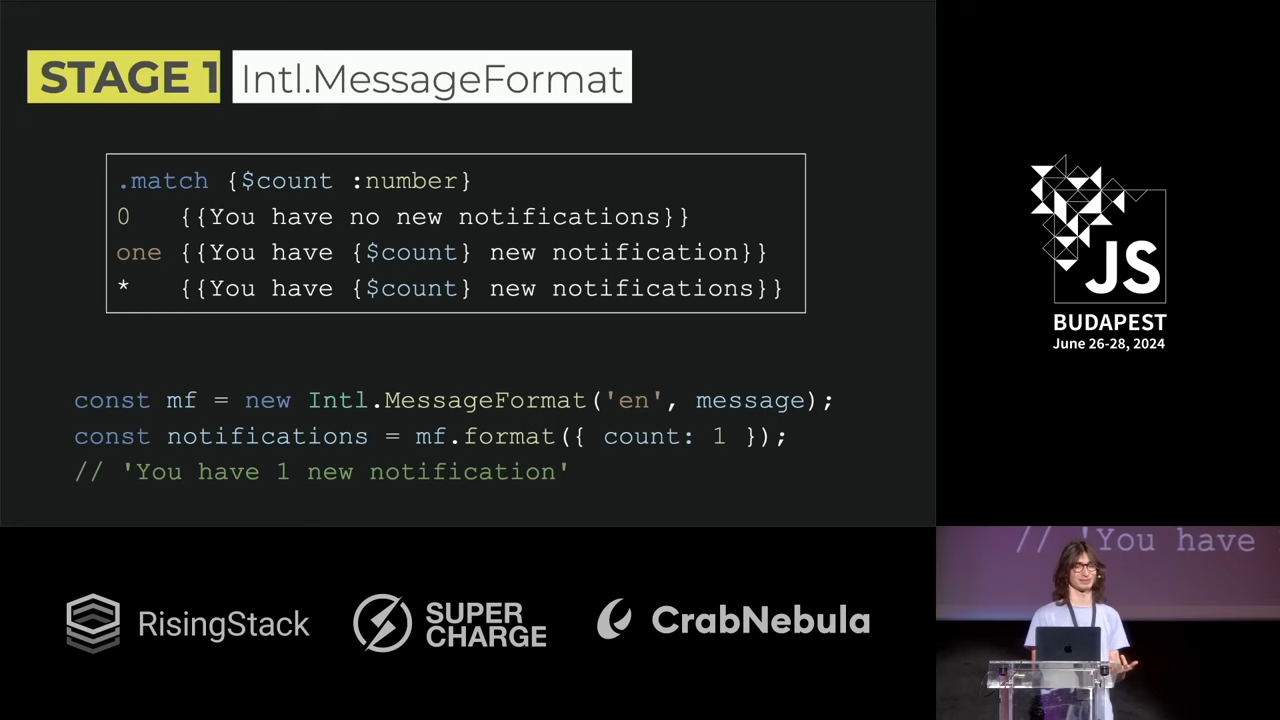 STAGE 1 Intl.MessageFormat
.match {$count :number}
0 {{You have no new notifications}}
one {{You have {$count} new notification}}
* {{You have {$count} new notifications}}
const mf = new Intl.MessageFormat('en', message);
const notifications = mf.format({ count: 1 });
// 'You have 1 new notification'
JS
BUDAPEST
June 26-28, 2024
// 'You have
RisingStack
SUPER
CHARGE
CrabNebula